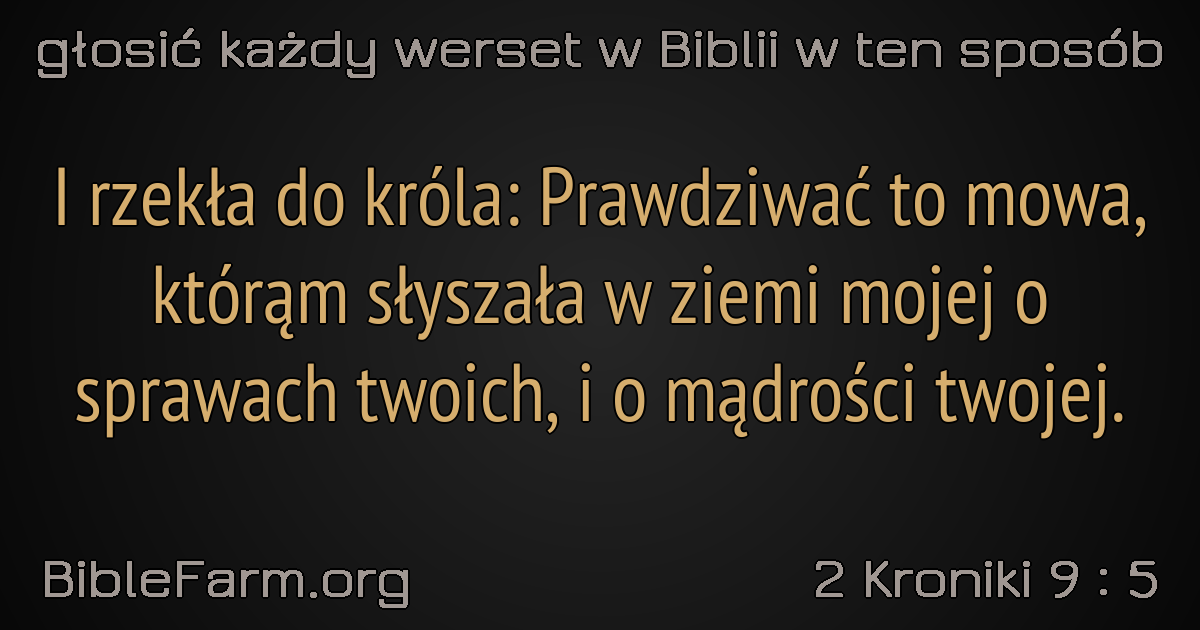 głosić każdy werset w Biblii w ten sposób
I rzekła do króla: Prawdziwać to mowa,
którąm słyszała w ziemi mojej o
sprawach twoich, i o mądrości twojej.
BibleFarm.org
2 Kroniki 9 : 5